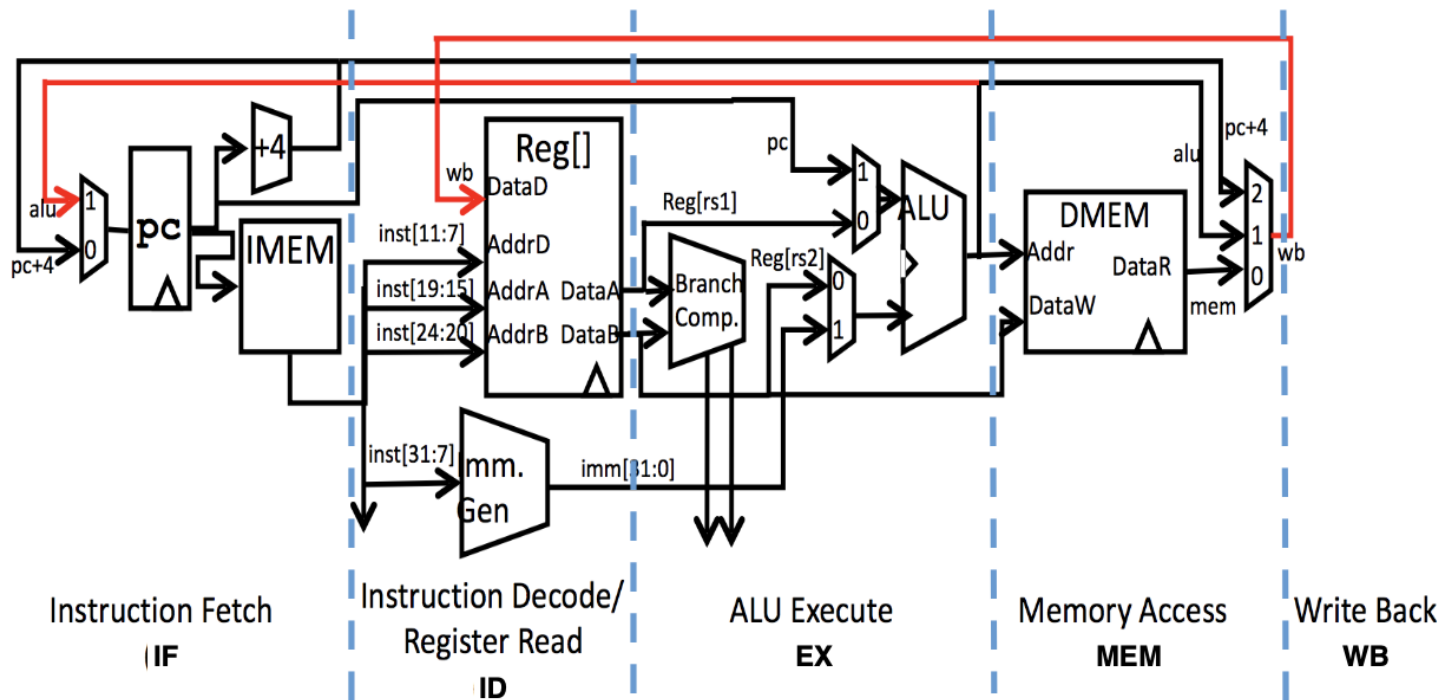 alu
1
0
pc+4
pc
+4
IMEM
wb
Reg[]
DataD
inst[11:7]
AddrD
inst[19:15]
AddrA
DataA
inst[24:20]
AddrB
DataB
inst[31:7]
Imm.
Gen
imm[31:0]
pc
Reg[rs1]
Reg[rs2]
Branch
Comp.
1
0
0
1
ALU
DMEM
Addr
DataR
DataW
alu
pc+4
mem
2
1
0
wb
Instruction Fetch
IF
Instruction Decode/
Register Read
ID
ALU Execute
EX
Memory Access
MEM
Write Back
WB